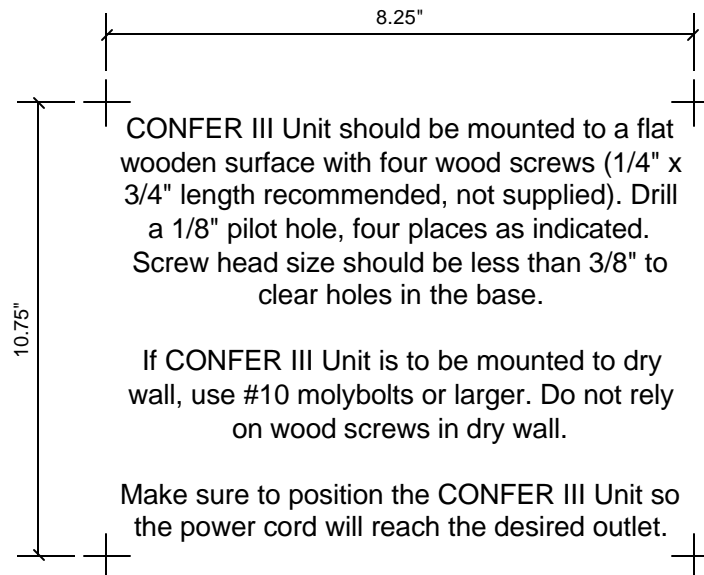 8.25"
10.75"
CONFER III Unit should be mounted to a flat
wooden surface with four wood screws (1/4" x
3/4" length recommended, not supplied). Drill
a 1/8" pilot hole, four places as indicated.
Screw head size should be less than 3/8" to
clear holes in the base.
If CONFER III Unit is to be mounted to dry
wall, use #10 molybolts or larger. Do not rely
on wood screws in dry wall.
Make sure to position the CONFER III Unit so
the power cord will reach the desired outlet.